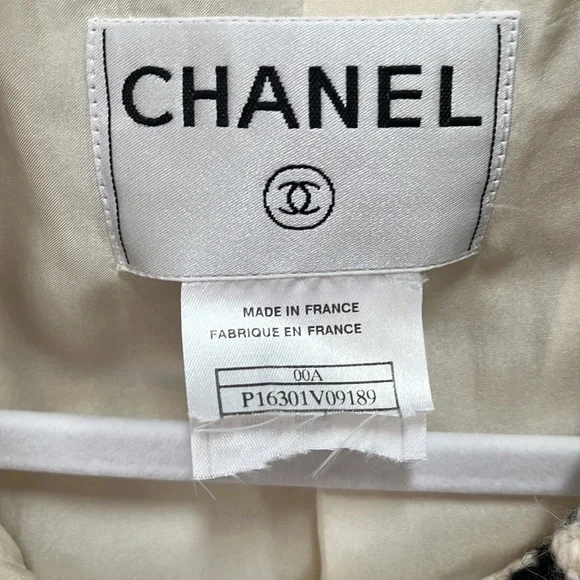 CHANEL
MADE IN FRANCE
FABRIQUE EN FRANCE
00A
P16301V09189